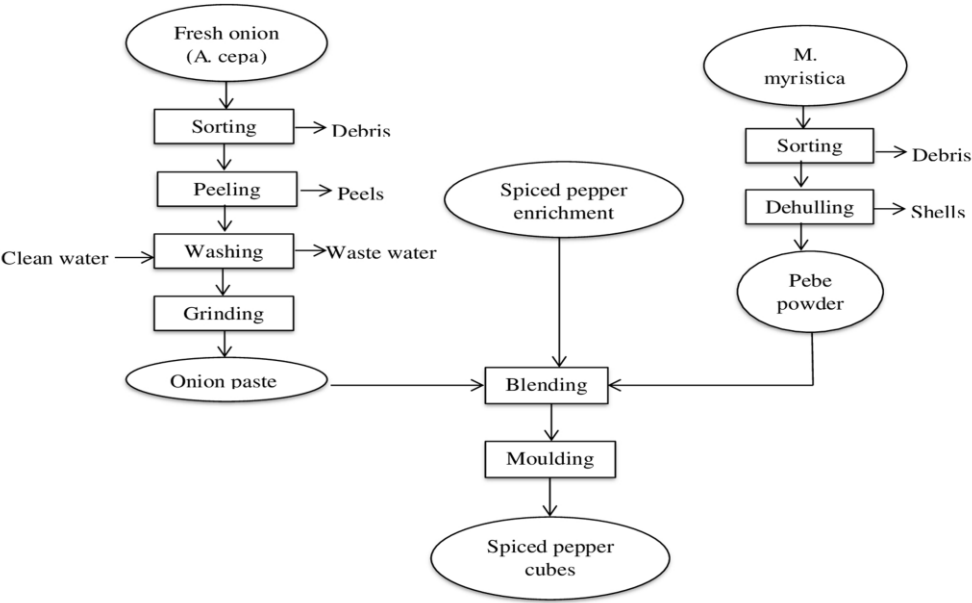 Fresh onion
(A. cepa)
Sorting
Debris
Peeling
Peels
Clean water
Washing
Waste water
Grinding
Onion paste
Spiced pepper
enrichment
M.
myristica
Sorting
Debris
Dehulling
Shells
Pebe
powder
Blending
Moulding
Spiced pepper
cubes